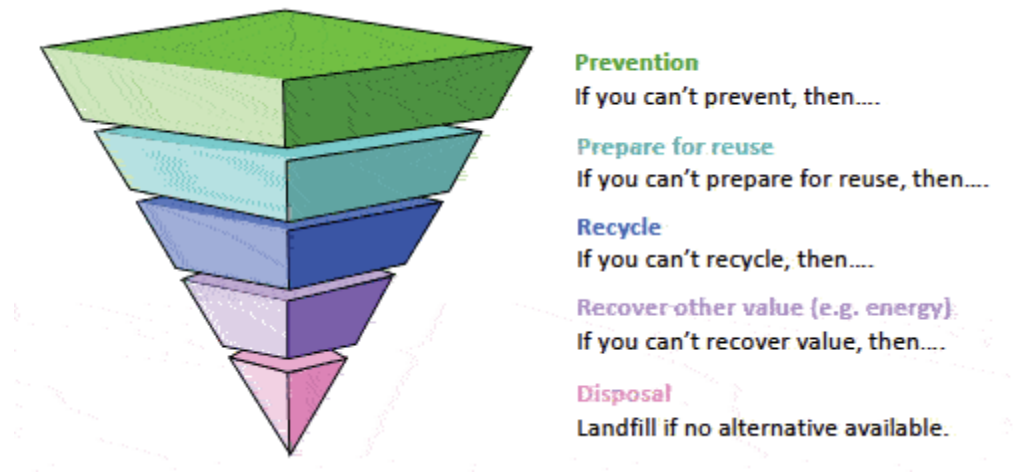 Prevention
If you can't prevent, then....
Prepare for reuse
If you can't prepare for reuse, then....
Recycle
If you can't recycle, then....
Recover other value (e.g. energy)
If you can't recover value, then....
Disposal
Landfill if no alternative available.